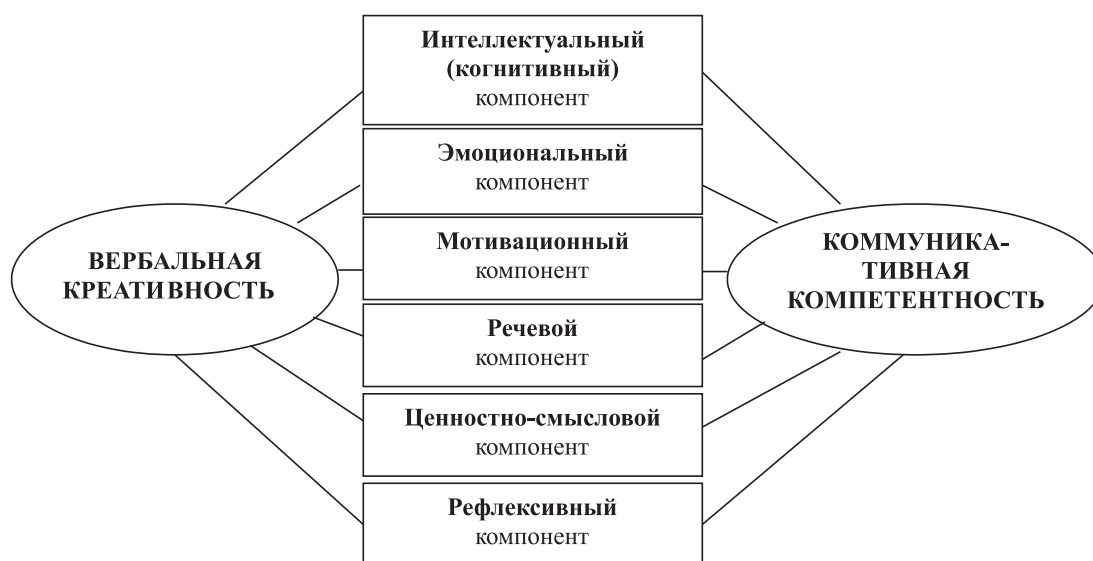 Интеллектуальный
(когнитивный)
компонент
Эмоциональный
компонент
ВЕРБАЛЬНАЯ
КРЕАТИВНОСТЬ
Мотивационный
компонент
КОММУНИКА-
ТИВНАЯ
КОМПЕТЕНТНОСТЬ
Речевой
компонент
Ценностно-смысловой
компонент
Рефлексивный
компонент